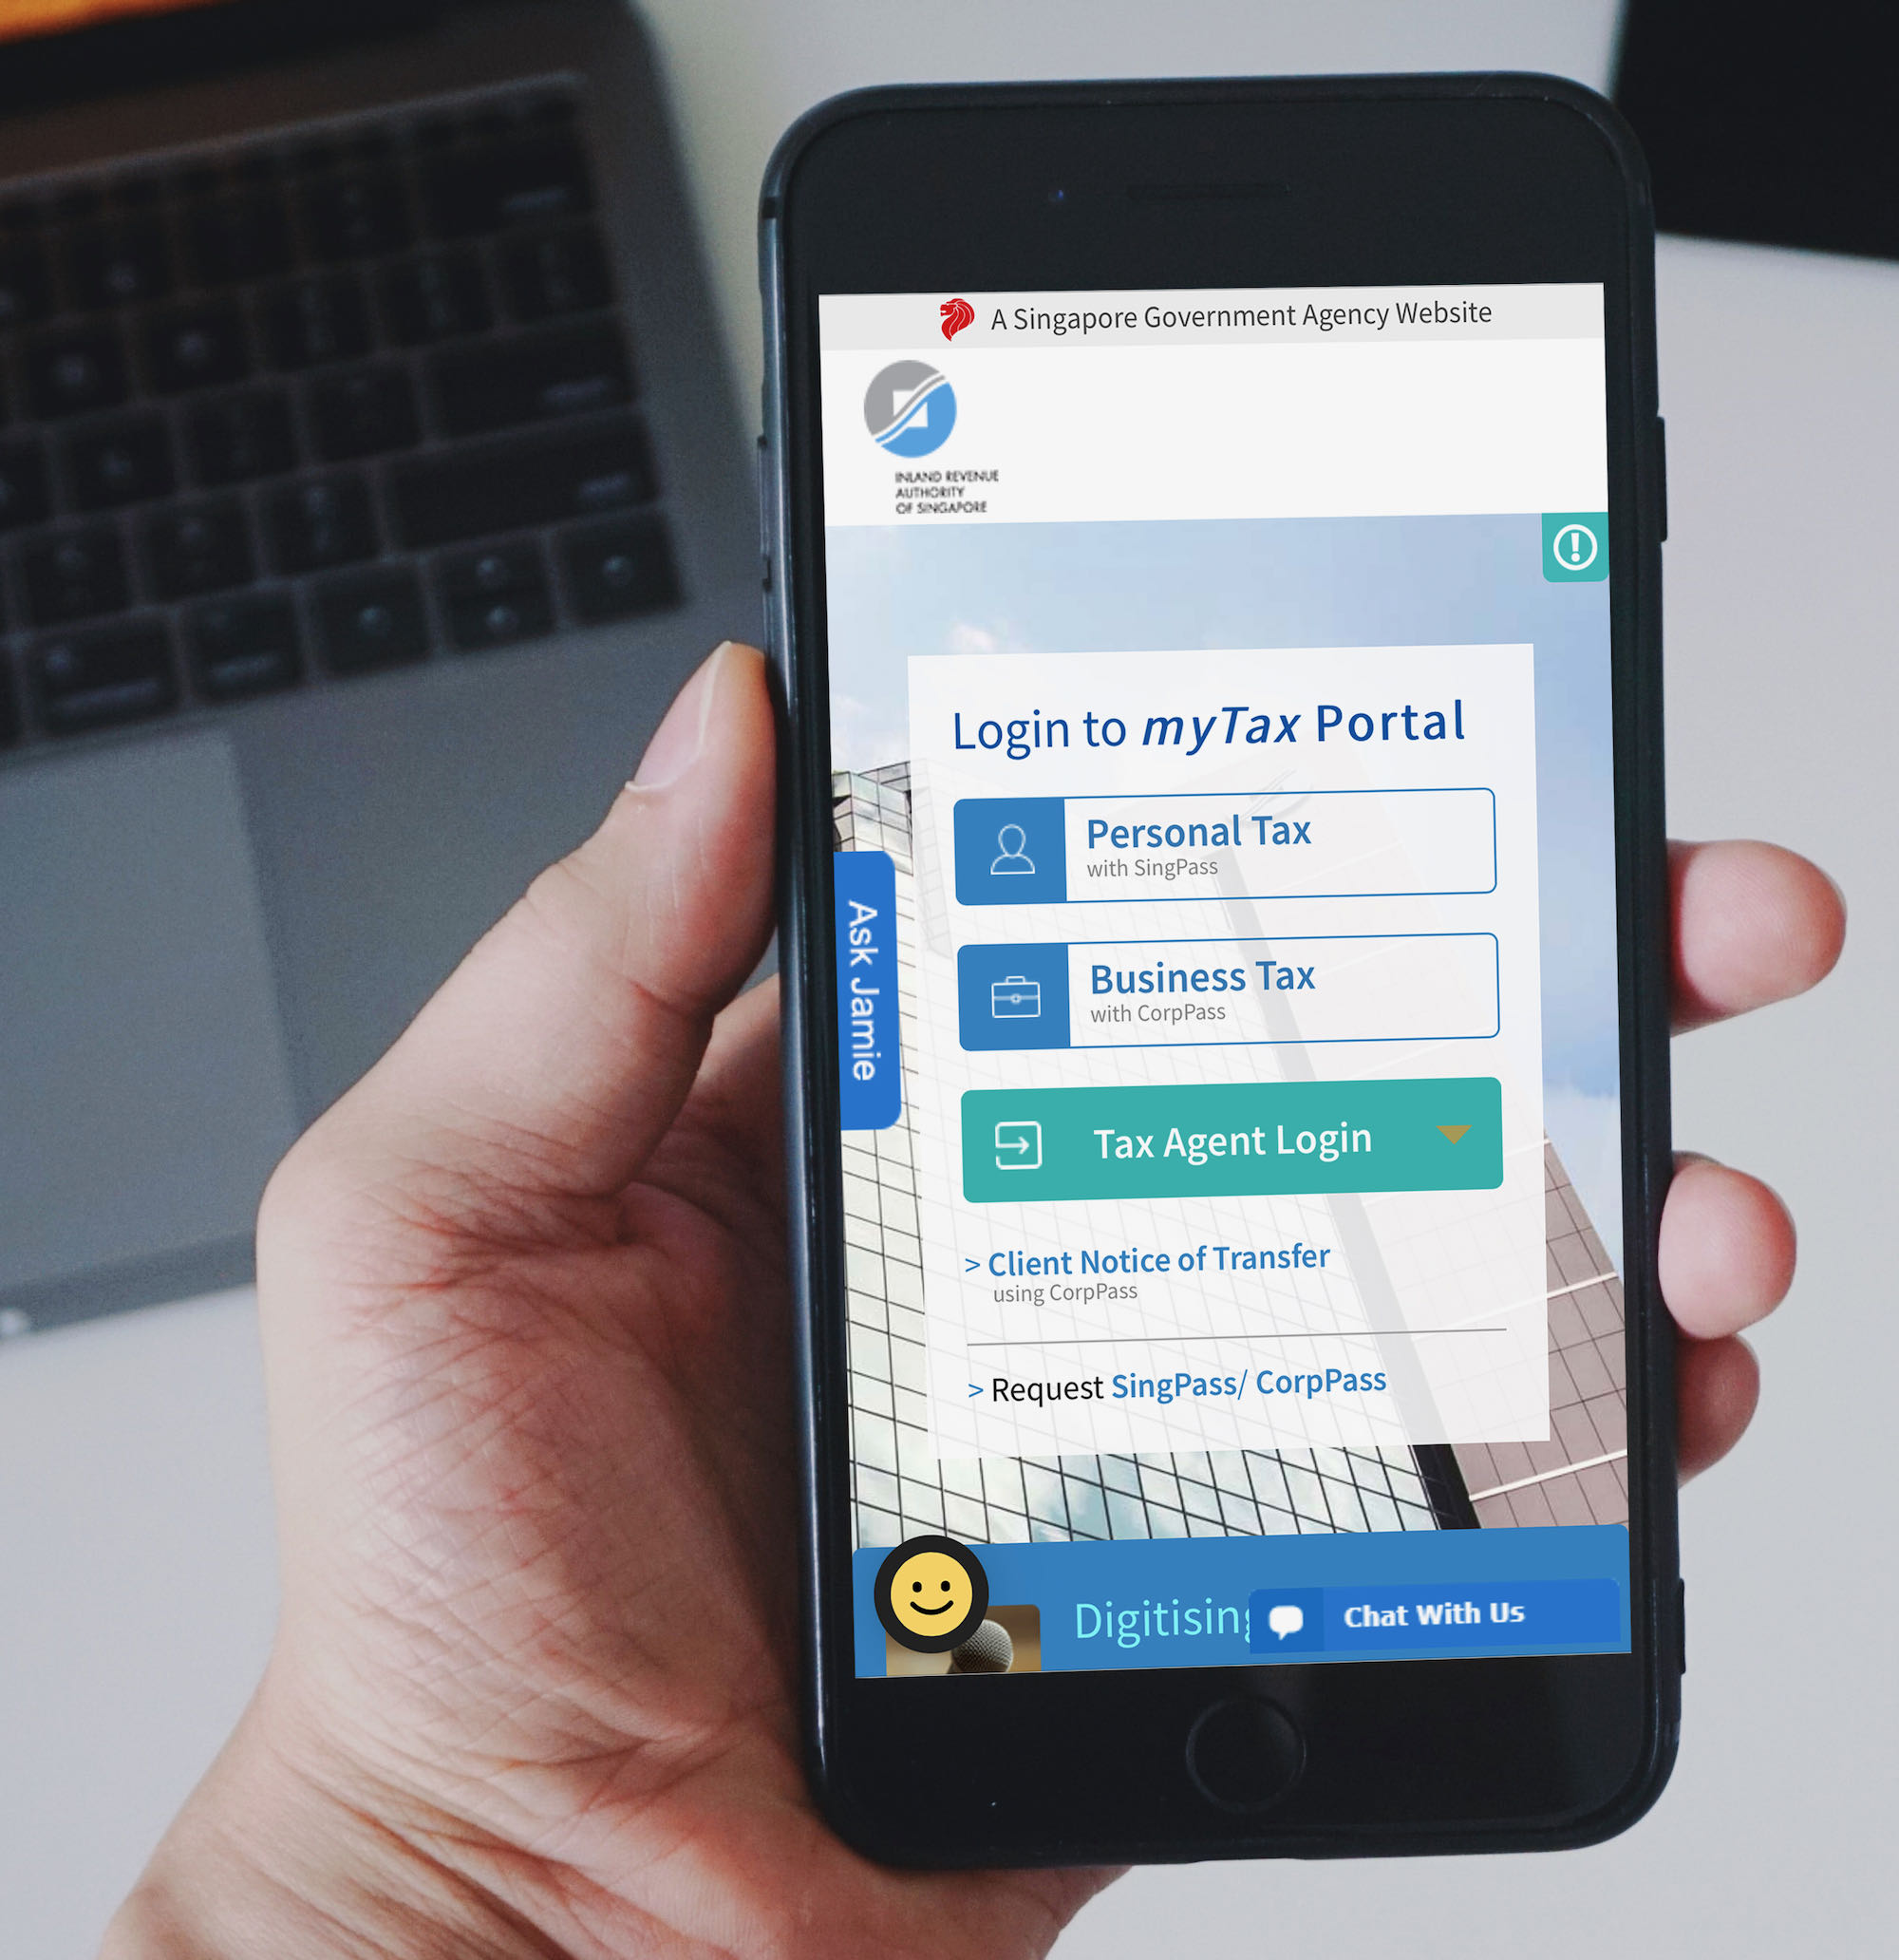 A Singapore Government Agency Website
INLAND REVENUE
AUTHORITY
OF SINGAPORE
Login to myTax Portal
Personal Tax
with SingPass
Business Tax
with CorpPass
Ask Jamie
Tax Agent Login
> Client Notice of Transfer
using CorpPass
> Request SingPass/ CorpPass
Digitising
Chat With Us